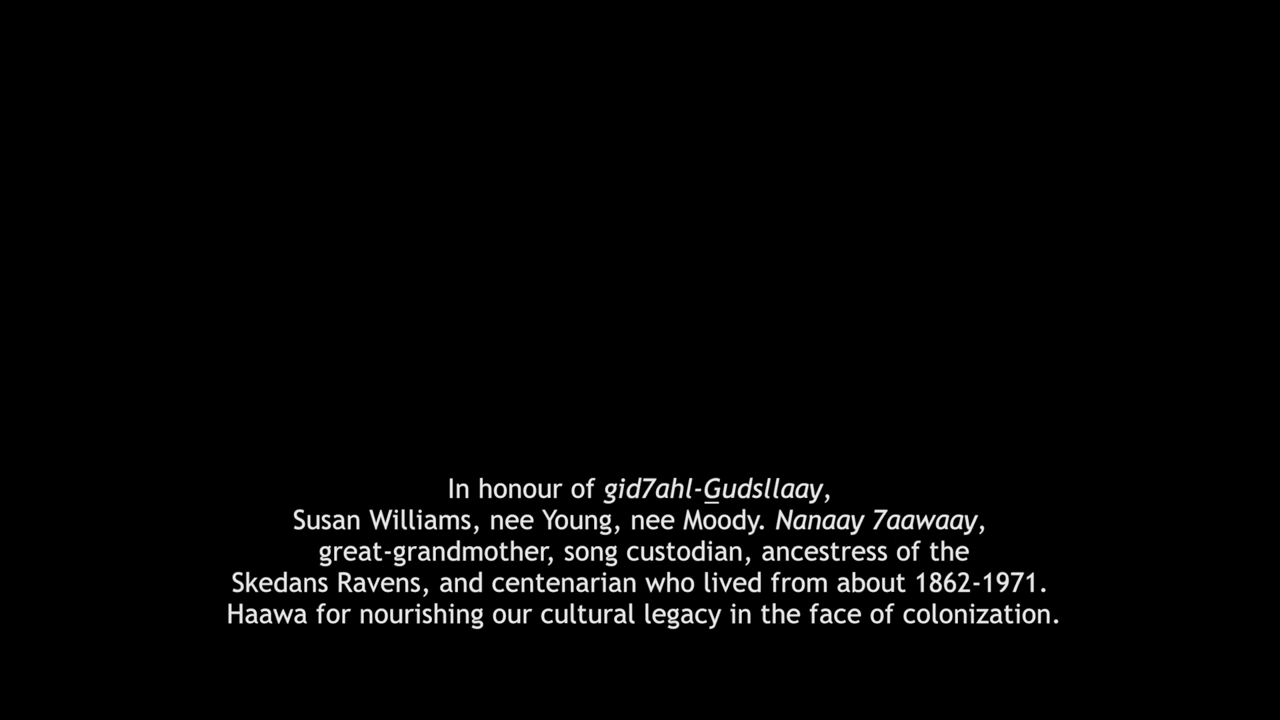 In honour of gid7ahl-G̲udsllaay,
Susan Williams, nee Young, nee Moody. Nanaay 7aawaay,
great-grandmother, song custodian, ancestress of the
Skedans Ravens, and centenarian who lived from about 1862-1971.
Haawa for nourishing our cultural legacy in the face of colonization.